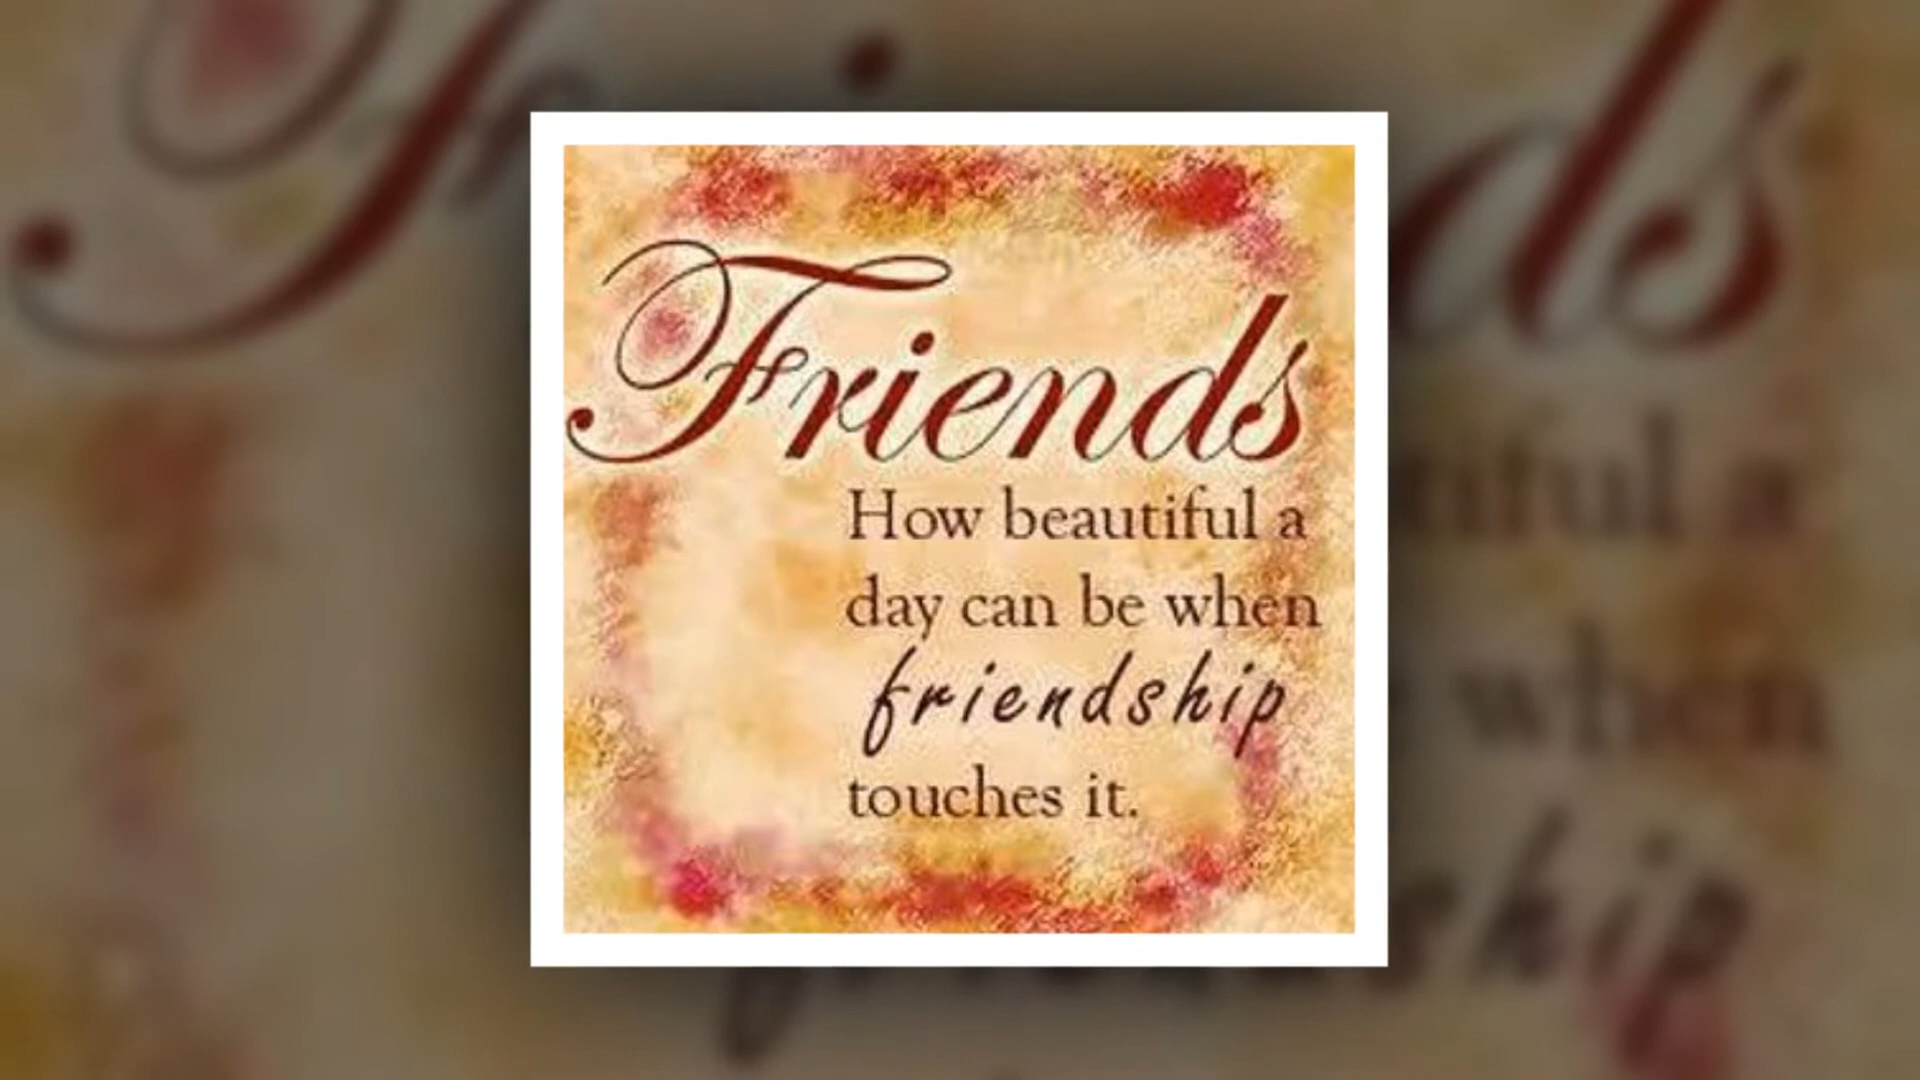 Friends
How beautiful a
day can be when
friendship
touches it.